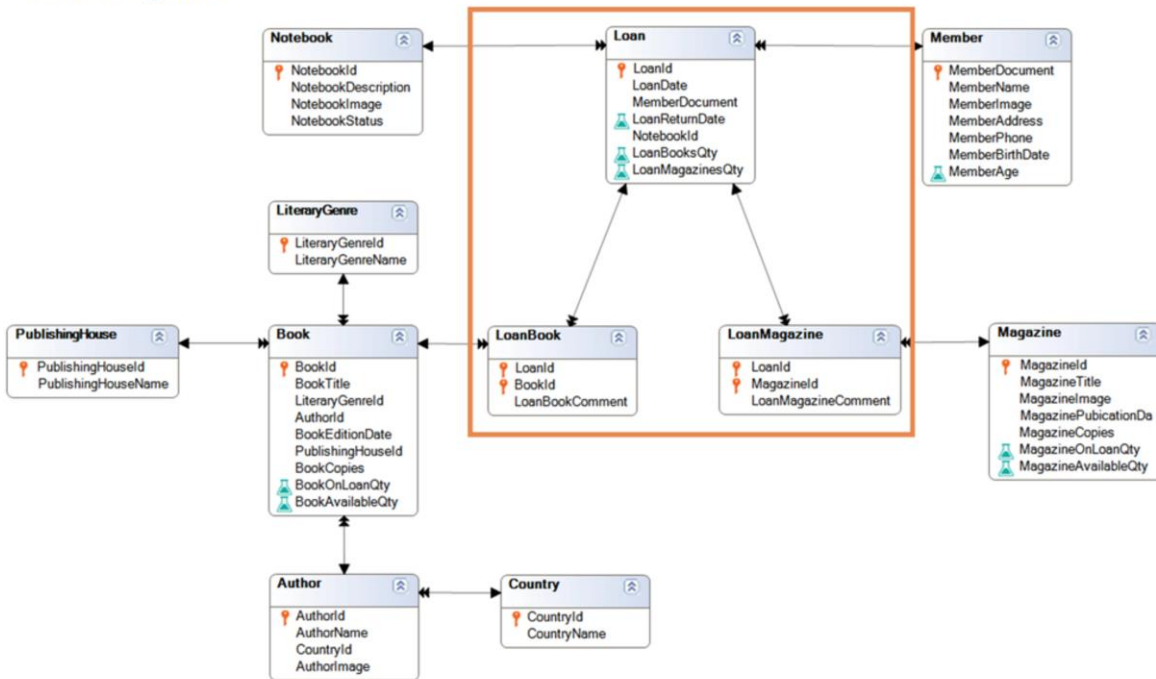 Notebook
NotebookId
NotebookDescription
NotebookImage
NotebookStatus
Loan
LoanId
LoanDate
MemberDocument
LoanReturnDate
NotebookId
LoanBooksQty
LoanMagazinesQty
Member
MemberDocument
MemberName
MemberImage
MemberAddress
MemberPhone
MemberBirthDate
MemberAge
LiteraryGenre
LiteraryGenreId
LiteraryGenreName
PublishingHouse
PublishingHouseId
PublishingHouseName
Book
BookId
BookTitle
LiteraryGenreId
AuthorId
BookEditionDate
PublishingHouseId
BookCopies
BookOnLoanQty
BookAvailableQty
LoanBook
LoanId
BookId
LoanBookComment
LoanMagazine
LoanId
MagazineId
LoanMagazineComment
Magazine
MagazineId
MagazineTitle
MagazineImage
MagazinePubicationDa
MagazineCopies
MagazineOnLoanQty
MagazineAvailableQty
Author
AuthorId
AuthorName
CountryId
AuthorImage
Country
CountryId
CountryName